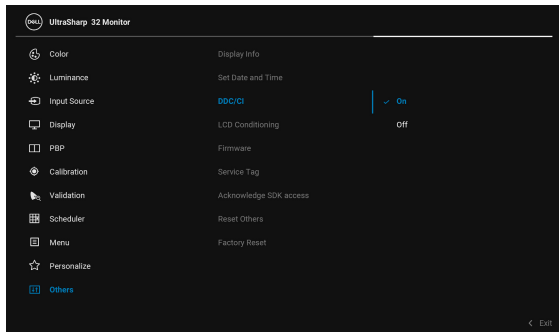 DELL UltraSharp 32 Monitor
Color Display Info
Luminance Set Date and Time
Input Source DDC/CI ✓ On
Display LCD Conditioning Off
PBP Firmware
Calibration Service Tag
Validation Acknowledge SDK access
Scheduler Reset Others
Menu Factory Reset
Personalize
Others
< Exit